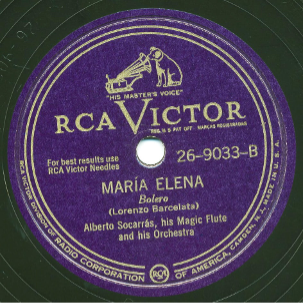 "HIS MASTER'S VOICE"
RCA VICTOR
REG. U.S. PAT. OFF. MARCAS REGISTRADAS
For best results use
RCA Victor Needles
26-9033-B
MARÍA ELENA
Bolero
(Lorenzo Barcelata)
Alberto Socarrás, his Magic Flute
and his Orchestra
RCA VICTOR DIVISION OF RADIO CORPORATION OF AMERICA, CAMDEN, N.J. MADE IN U.S.A.
RCA